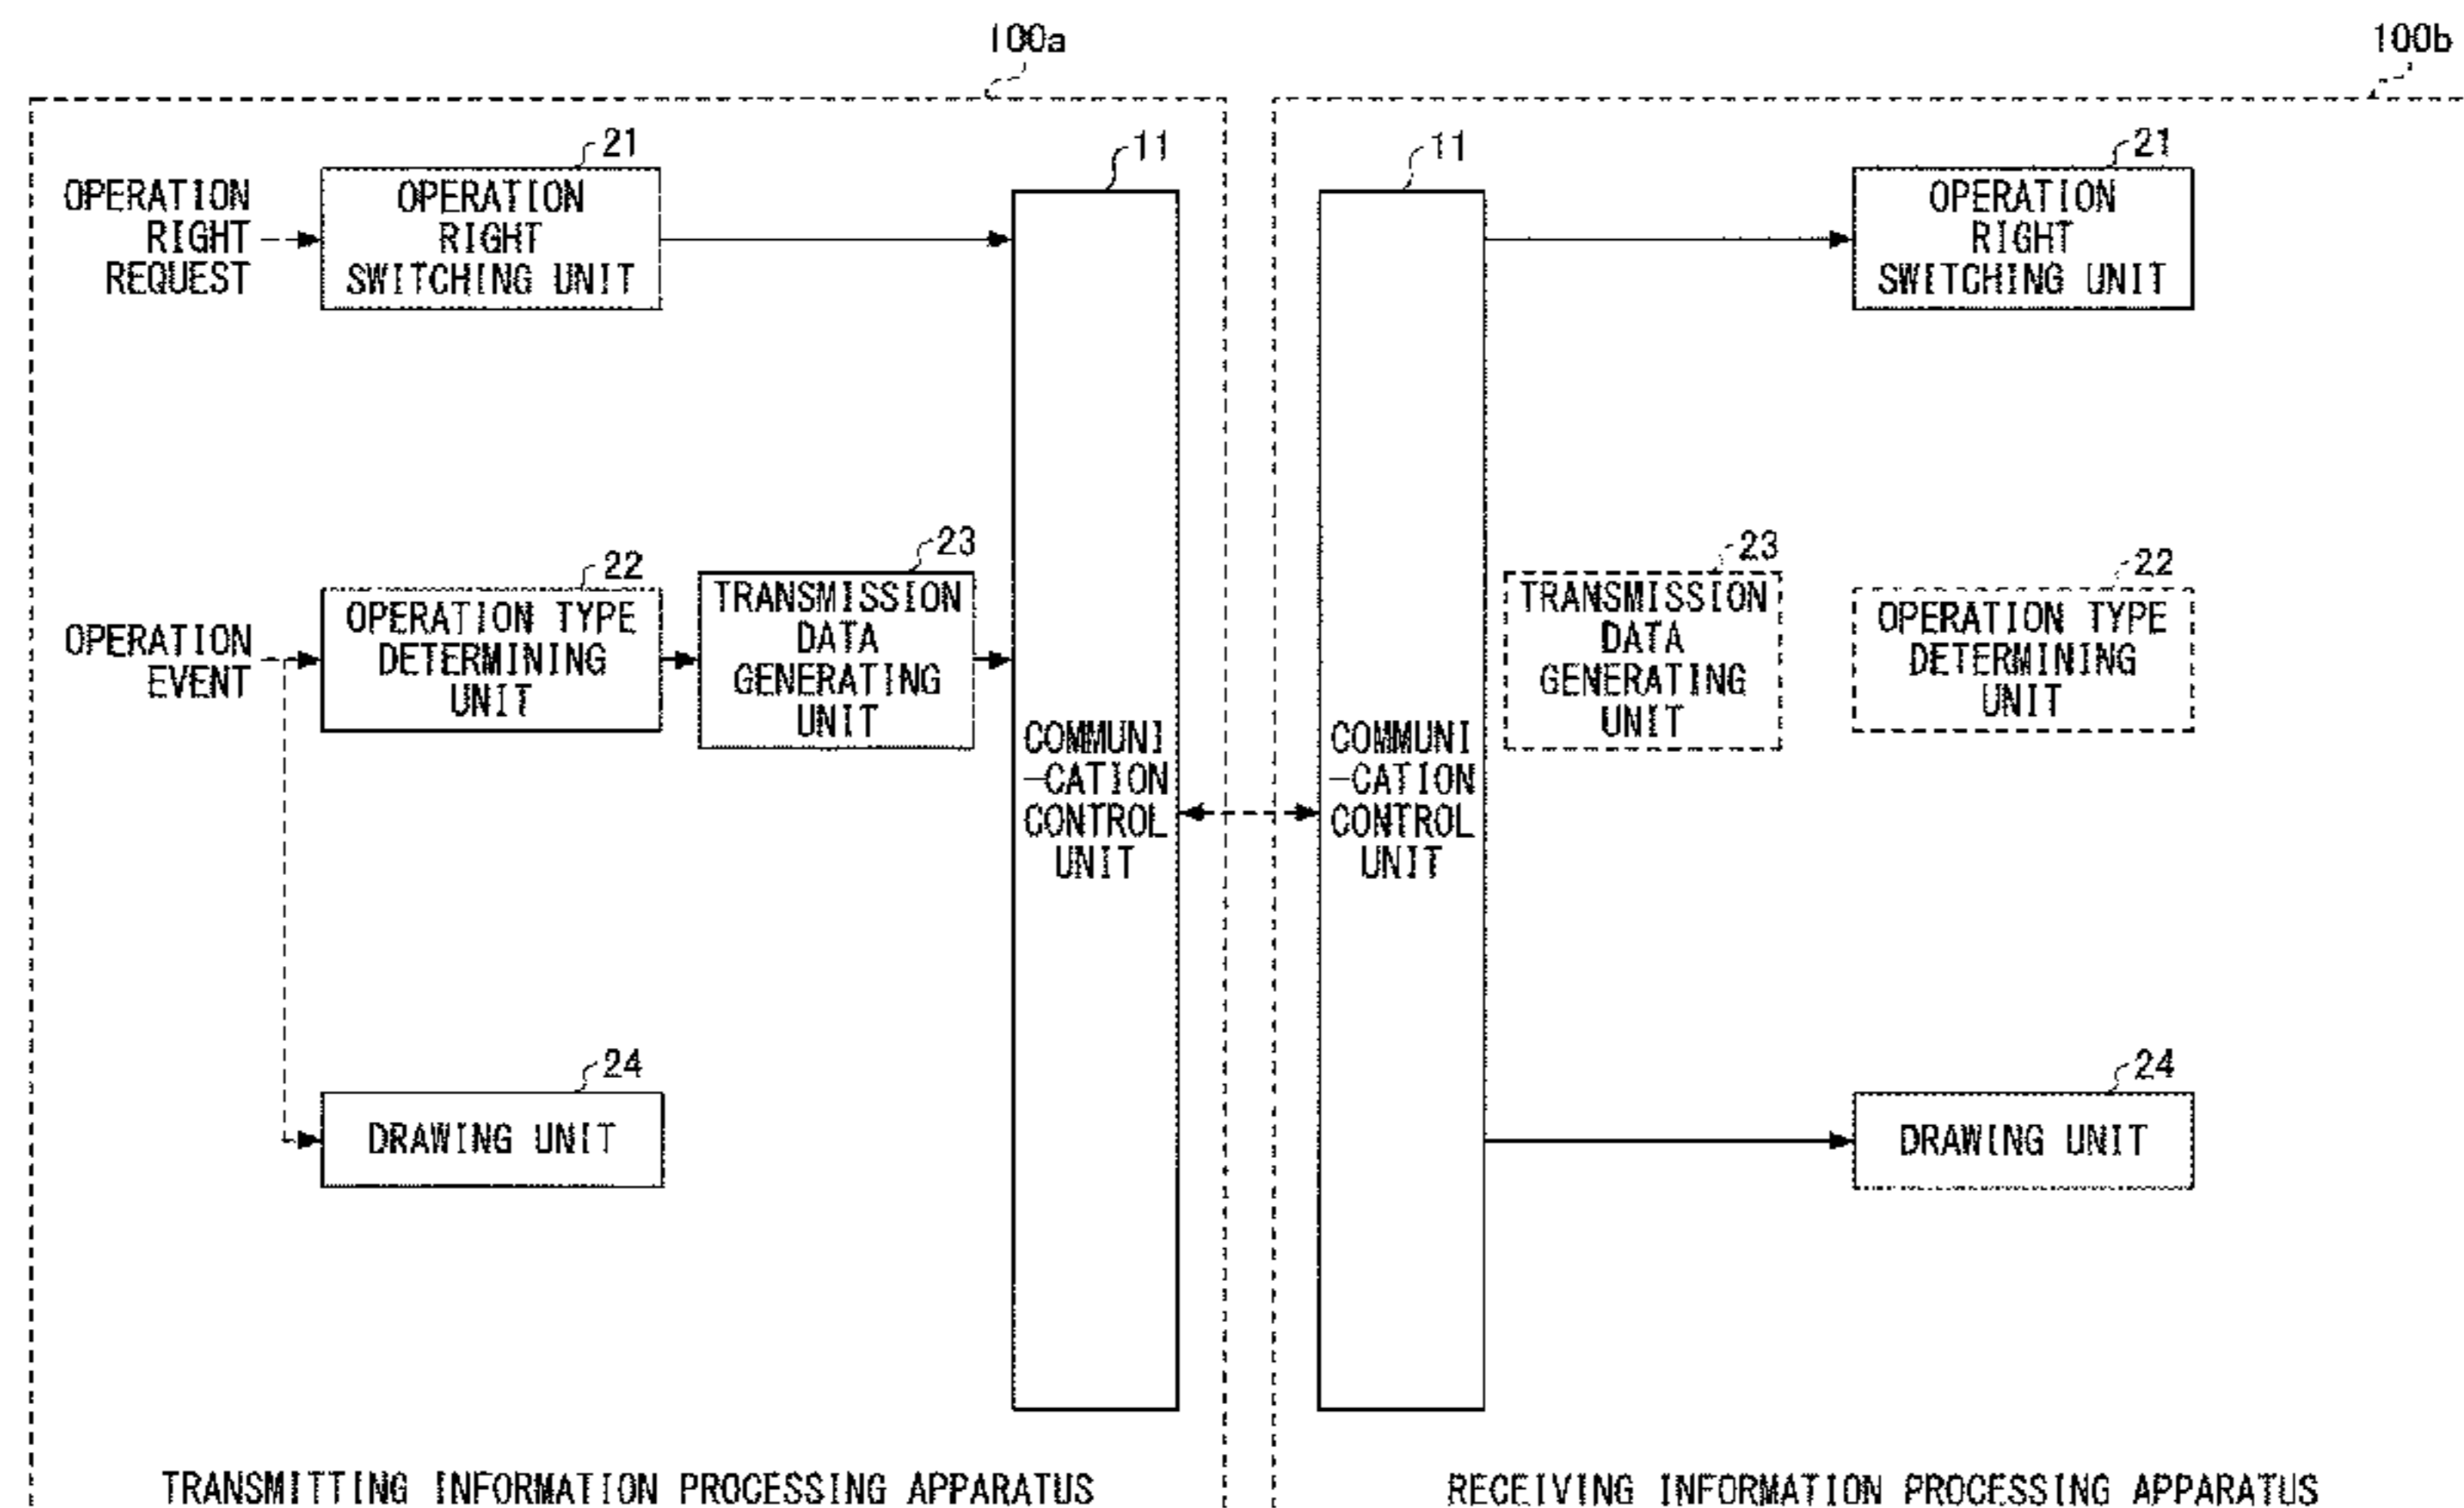 100a
100b
OPERATION
RIGHT
REQUEST
21
OPERATION
RIGHT
SWITCHING UNIT
11
11
21
OPERATION
RIGHT
SWITCHING UNIT
OPERATION
EVENT
22
OPERATION TYPE
DETERMINING
UNIT
23
TRANSMISSION
DATA
GENERATING
UNIT
COMMUNI
-CATION
CONTROL
UNIT
COMMUNI
-CATION
CONTROL
UNIT
23
TRANSMISSION
DATA
GENERATING
UNIT
22
OPERATION TYPE
DETERMINING
UNIT
24
DRAWING UNIT
24
DRAWING UNIT
TRANSMITTING INFORMATION PROCESSING APPARATUS
RECEIVING INFORMATION PROCESSING APPARATUS